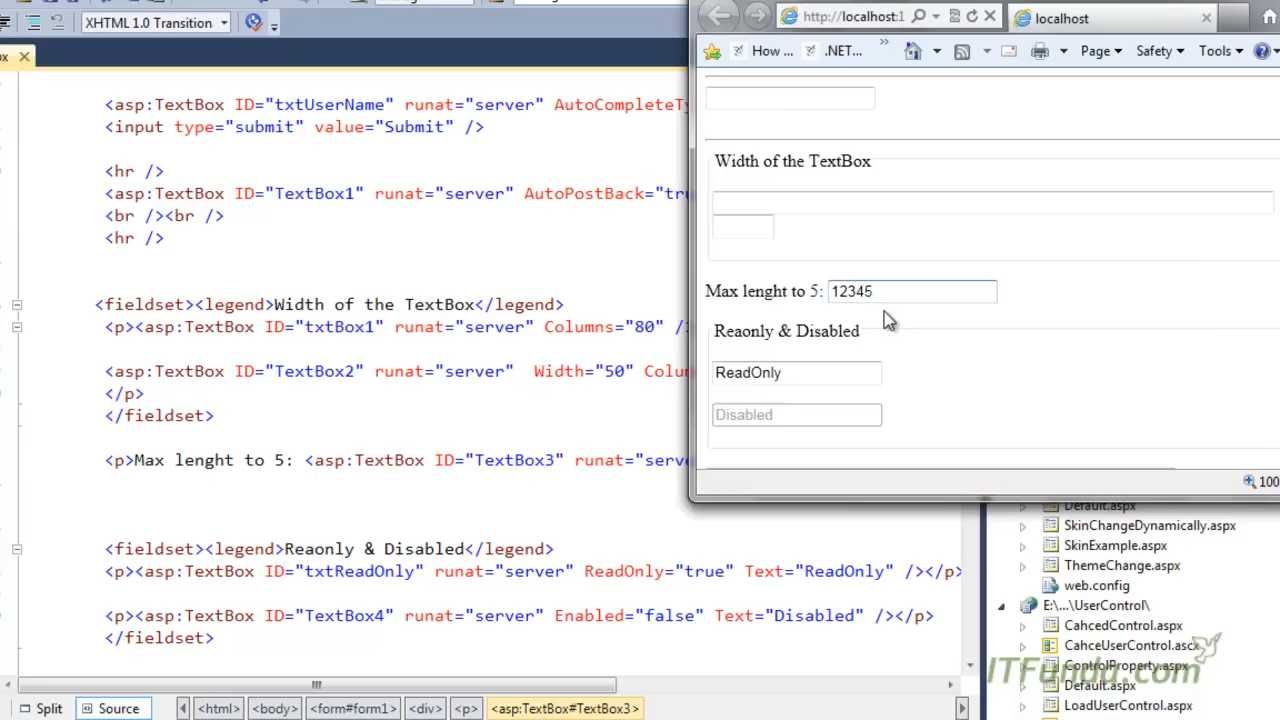 XHTML 1.0 Transition
http://localhost:1
localhost
How ...
.NET...
Page
Safety
Tools
<asp:TextBox ID="txtUserName" runat="server" AutoCompleteTy
<input type="submit" value="Submit" />
<hr />
<asp:TextBox ID="TextBox1" runat="server" AutoPostBack="tru
<br /><br />
<hr />
<fieldset><legend>Width of the TextBox</legend>
<p><asp:TextBox ID="txtBox1" runat="server" Columns="80" /
<asp:TextBox ID="TextBox2" runat="server" Width="50" Colum
</p>
</fieldset>
<p>Max lenght to 5: <asp:TextBox ID="TextBox3" runat="serve
<fieldset><legend>Reaonly & Disabled</legend>
<p><asp:TextBox ID="txtReadOnly" runat="server" ReadOnly="true" Text="ReadOnly" /></p>
<p><asp:TextBox ID="TextBox4" runat="server" Enabled="false" Text="Disabled" /></p>
</fieldset>
Width of the TextBox
Max lenght to 5: 12345
Reaonly & Disabled
ReadOnly
Disabled
100
Default.aspx
SkinChangeDynamically.aspx
SkinExample.aspx
ThemeChange.aspx
web.config
E:\...\UserControl\
CahcedControl.aspx
CahceUserControl.ascx
ControlProperty.aspx
Default.aspx
LoadUserControl.aspx
ITFunda.com
Split
Source
<html>
<body>
<form#form1>
<div>
<p>
<asp:TextBox#TextBox3>